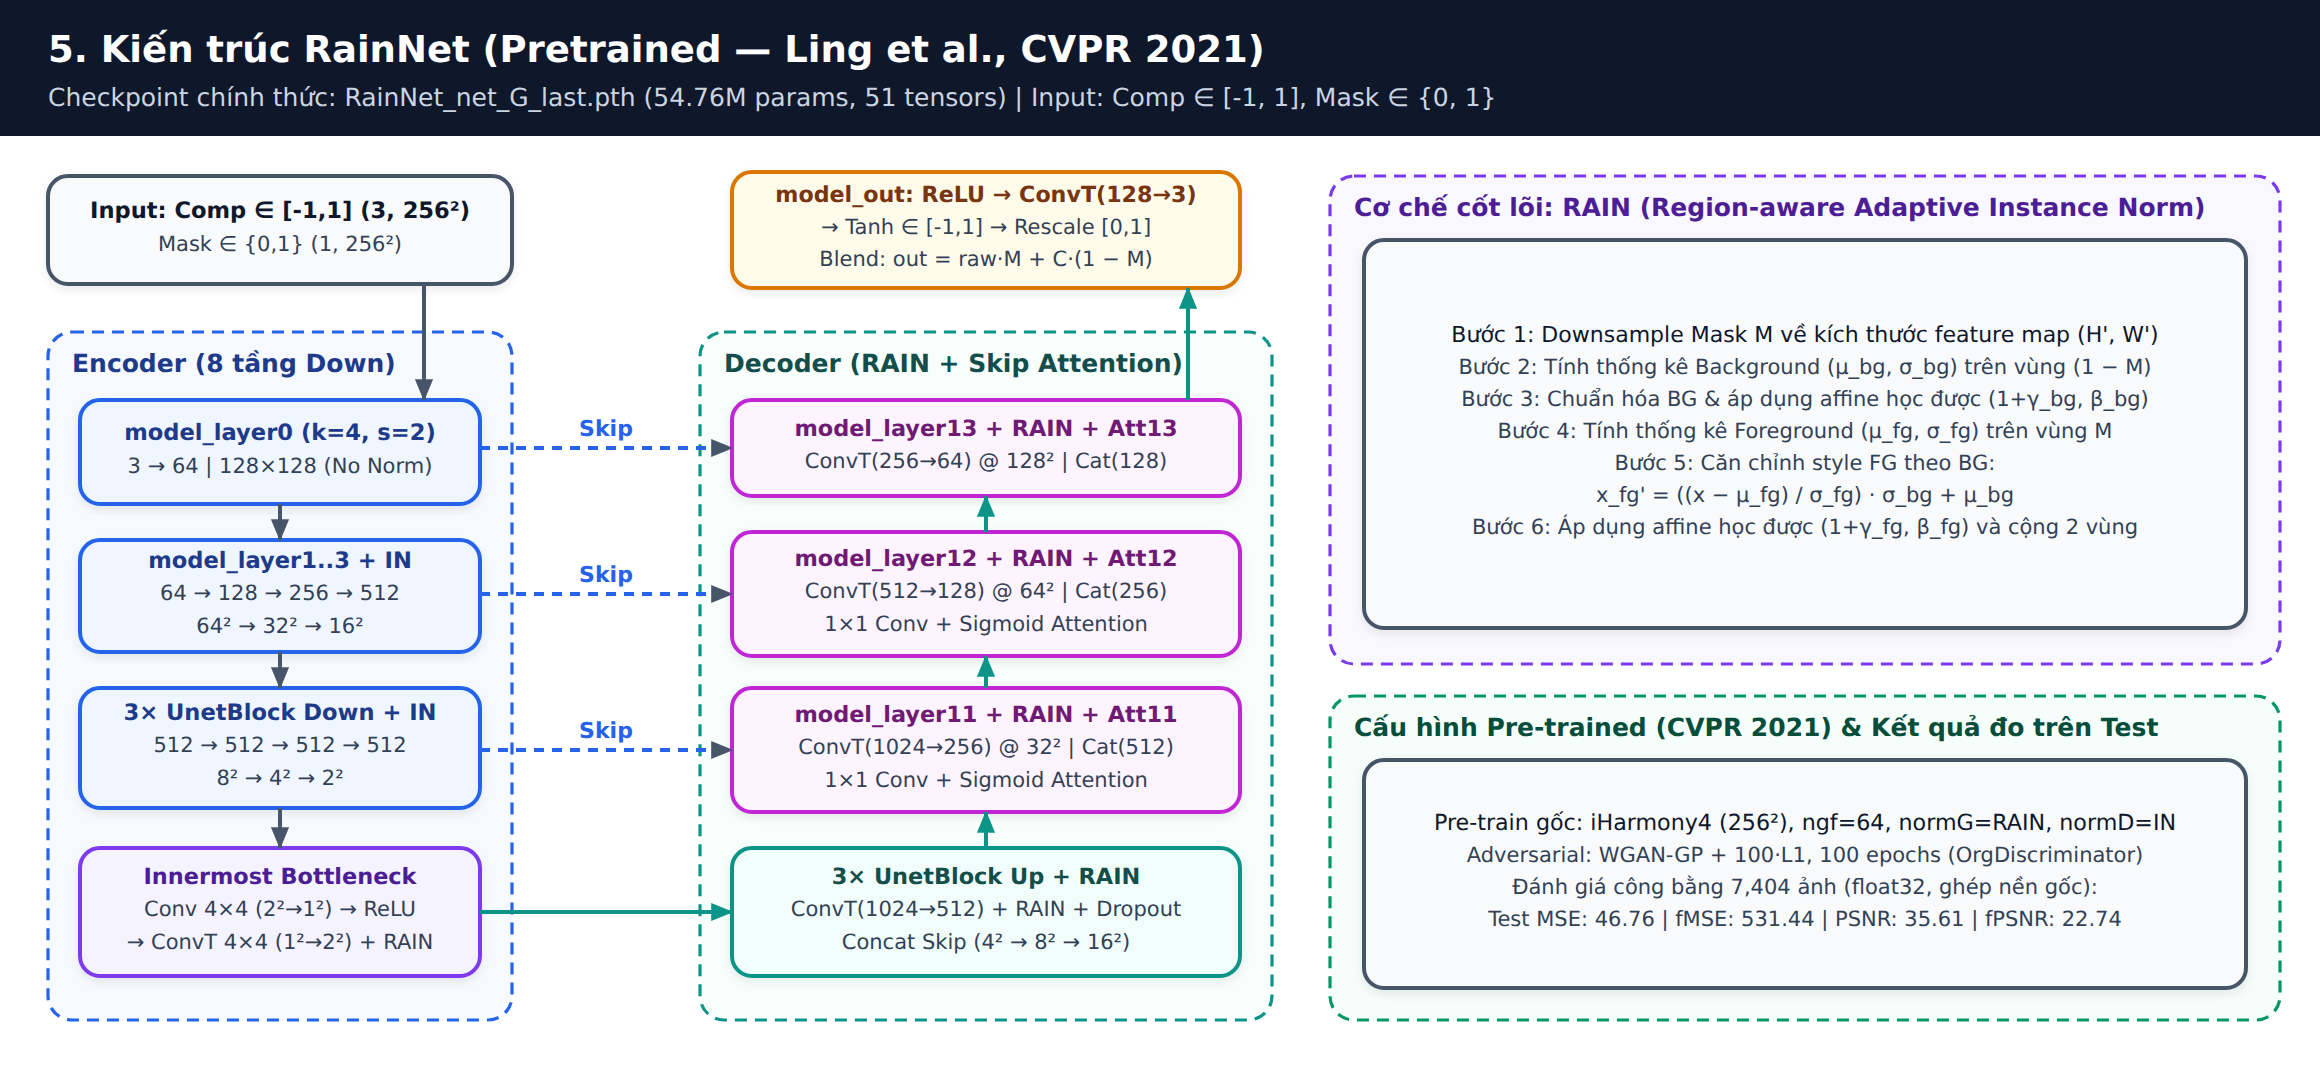 5. Kiến trúc RainNet (Pretrained — Ling et al., CVPR 2021)
Checkpoint chính thức: RainNet_net_G_last.pth (54.76M params, 51 tensors) | Input: Comp ∈ [-1, 1], Mask ∈ {0, 1}
Input: Comp ∈ [-1,1] (3, 256²)
Mask ∈ {0,1} (1, 256²)
Encoder (8 tầng Down)
model_layer0 (k=4, s=2)
3 → 64 | 128×128 (No Norm)
model_layer1..3 + IN
64 → 128 → 256 → 512
64² → 32² → 16²
3× UnetBlock Down + IN
512 → 512 → 512 → 512
8² → 4² → 2²
Innermost Bottleneck
Conv 4×4 (2²→1²) → ReLU
→ ConvT 4×4 (1²→2²) + RAIN
Skip
Skip
Skip
model_out: ReLU → ConvT(128→3)
→ Tanh ∈ [-1,1] → Rescale [0,1]
Blend: out = raw·M + C·(1 − M)
Decoder (RAIN + Skip Attention)
model_layer13 + RAIN + Att13
ConvT(256→64) @ 128² | Cat(128)
model_layer12 + RAIN + Att12
ConvT(512→128) @ 64² | Cat(256)
1×1 Conv + Sigmoid Attention
model_layer11 + RAIN + Att11
ConvT(1024→256) @ 32² | Cat(512)
1×1 Conv + Sigmoid Attention
3× UnetBlock Up + RAIN
ConvT(1024→512) + RAIN + Dropout
Concat Skip (4² → 8² → 16²)
Cơ chế cốt lõi: RAIN (Region-aware Adaptive Instance Norm)
Bước 1: Downsample Mask M về kích thước feature map (H', W')
Bước 2: Tính thống kê Background (μ_bg, σ_bg) trên vùng (1 − M)
Bước 3: Chuẩn hóa BG & áp dụng affine học được (1+γ_bg, β_bg)
Bước 4: Tính thống kê Foreground (μ_fg, σ_fg) trên vùng M
Bước 5: Căn chỉnh style FG theo BG:
x_fg' = ((x − μ_fg) / σ_fg) · σ_bg + μ_bg
Bước 6: Áp dụng affine học được (1+γ_fg, β_fg) và cộng 2 vùng
Cấu hình Pre-trained (CVPR 2021) & Kết quả đo trên Test
Pre-train gốc: iHarmony4 (256²), ngf=64, normG=RAIN, normD=IN
Adversarial: WGAN-GP + 100·L1, 100 epochs (OrgDiscriminator)
Đánh giá công bằng 7,404 ảnh (float32, ghép nền gốc):
Test MSE: 46.76 | fMSE: 531.44 | PSNR: 35.61 | fPSNR: 22.74